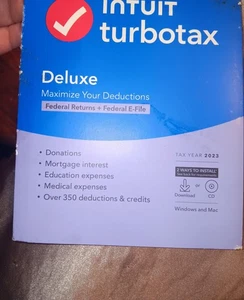 INTUIT
turbotax
Deluxe
Maximize Your Deductions
Federal Returns + Federal E-File
• Donations
• Mortgage interest
• Education expenses
• Medical expenses
• Over 350 deductions & credits
TAX YEAR 2023
2 WAYS TO INSTALL
Download or CD
Windows and Mac